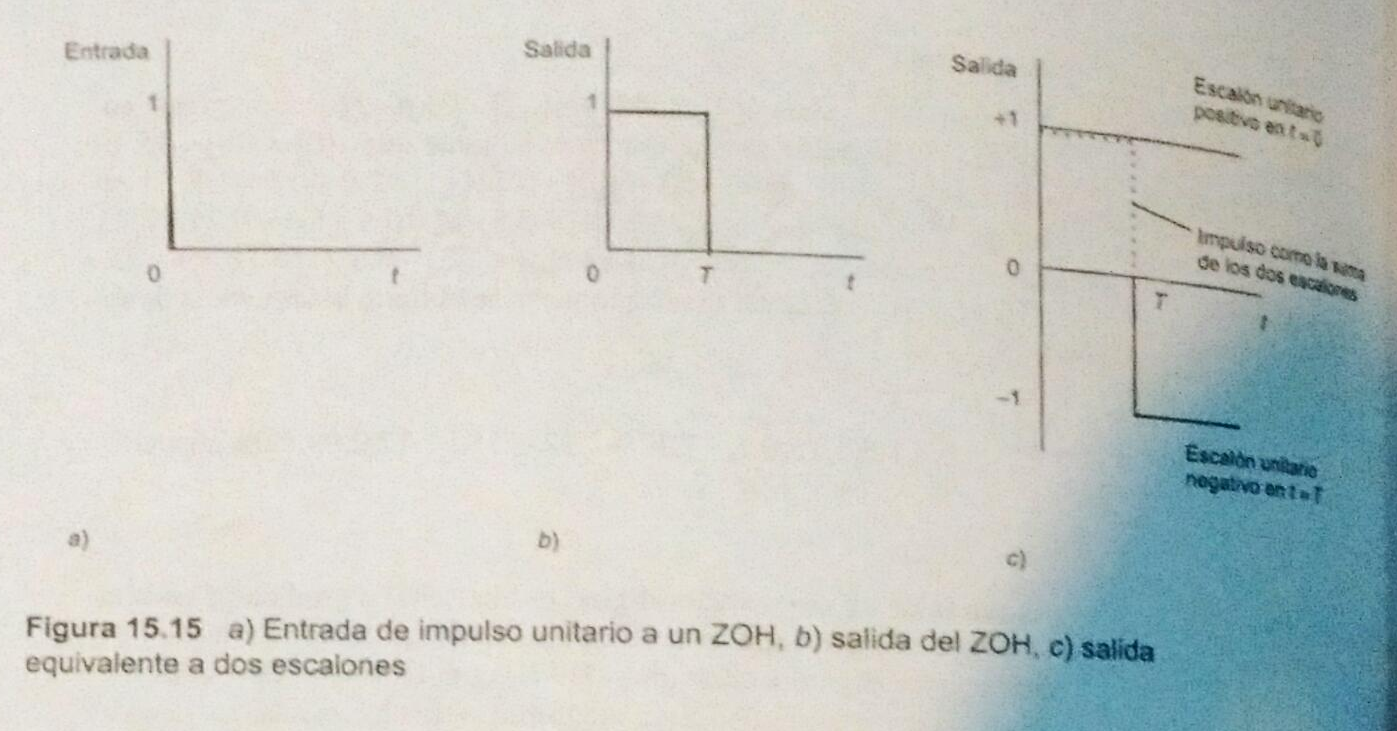 Entrada
1
0
t
a)
Salida
1
0
T
t
b)
Salida
+1
0
-1
T
t
Escalón unitario
positivo en t = 0
Impulso como la suma
de los dos escalones
Escalón unitario
negativo en t = T
c)
Figura 15.15 a) Entrada de impulso unitario a un ZOH, b) salida del ZOH, c) salida
equivalente a dos escalones